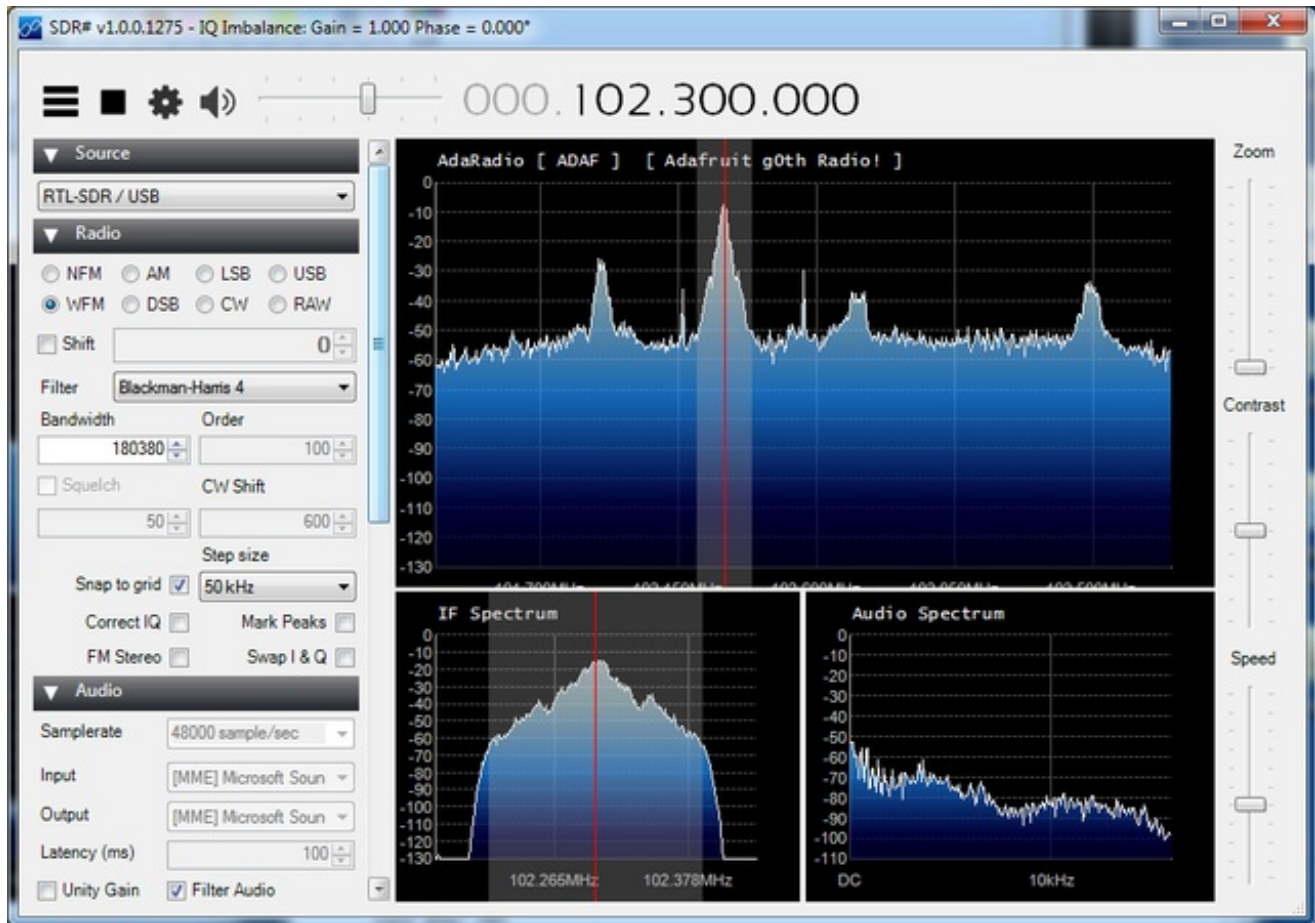 SDR# v1.0.0.1275 - IQ Imbalance: Gain = 1.000 Phase = 0.000°
000.102.300.000
Source
RTL-SDR / USB
Radio
NFM AM LSB USB
WFM DSB CW RAW
Shift 0
Filter Blackman-Harris 4
Bandwidth Order
180380 100
Squelch CW Shift
50 600
Step size
Snap to grid 50 kHz
Correct IQ Mark Peaks
FM Stereo Swap I & Q
Audio
Samplerate 48000 sample/sec
Input [MME] Microsoft Soun
Output [MME] Microsoft Soun
Latency (ms) 100
Unity Gain Filter Audio
AdaRadio [ ADAF ] [ Adafruit g0th Radio! ]
0
-10
-20
-30
-40
-50
-60
-70
-80
-90
-100
-110
-120
-130
IF Spectrum
0
-10
-20
-30
-40
-50
-60
-70
-80
-90
-100
-110
-120
-130
102.265MHz 102.378MHz
Audio Spectrum
0
-10
-20
-30
-40
-50
-60
-70
-80
-90
-100
-110
DC 10kHz
Zoom
Contrast
Speed